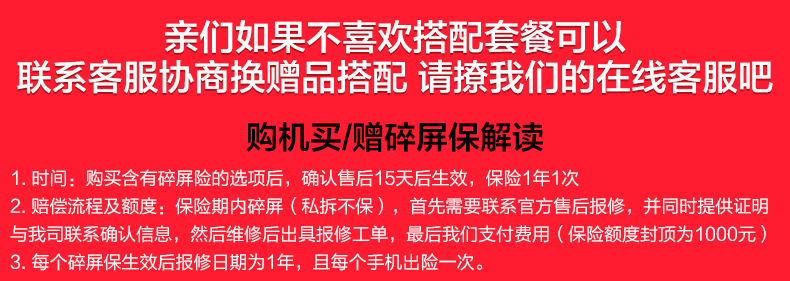 亲们如果不喜欢搭配套餐可以
联系客服协商换赠品搭配 请撩我们的在线客服吧
购机买/赠碎屏保解读
1. 时间：购买含有碎屏险的选项后，确认售后15天后生效，保险1年1次
2. 赔偿流程及额度：保险期内碎屏（私拆不保），首先需要联系官方售后报修，并同时提供证明
与我司联系确认信息，然后维修后出具报修工单，最后我们支付费用（保险额度封顶为1000元）
3. 每个碎屏保生效后报修日期为1年，且每个手机出险一次。